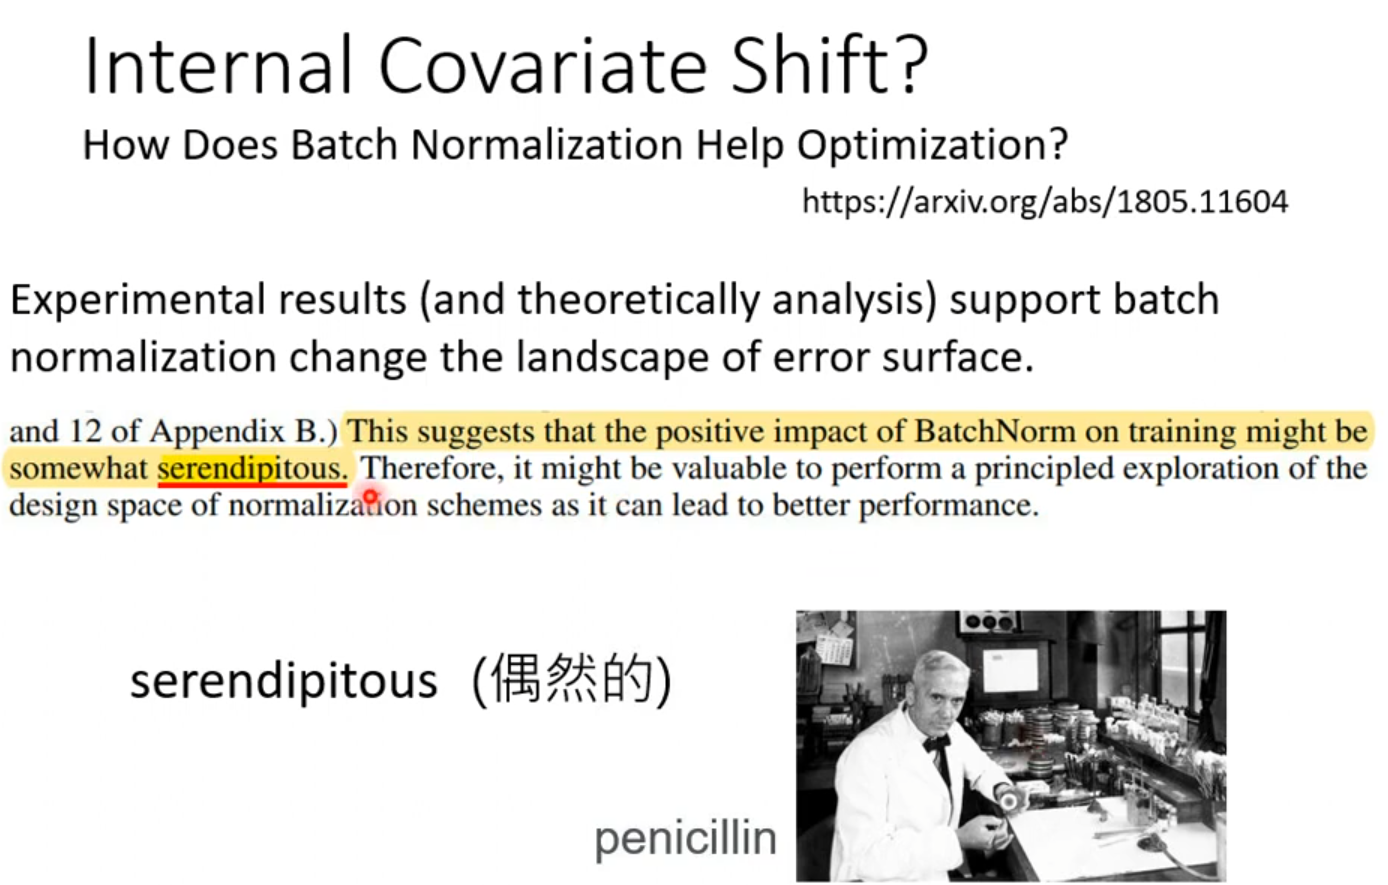 Internal Covariate Shift?
How Does Batch Normalization Help Optimization?
https://arxiv.org/abs/1805.11604
Experimental results (and theoretically analysis) support batch
normalization change the landscape of error surface.
and 12 of Appendix B.) This suggests that the positive impact of BatchNorm on training might be
somewhat serendipitous. Therefore, it might be valuable to perform a principled exploration of the
design space of normalization schemes as it can lead to better performance.
serendipitous (偶然的)
penicillin